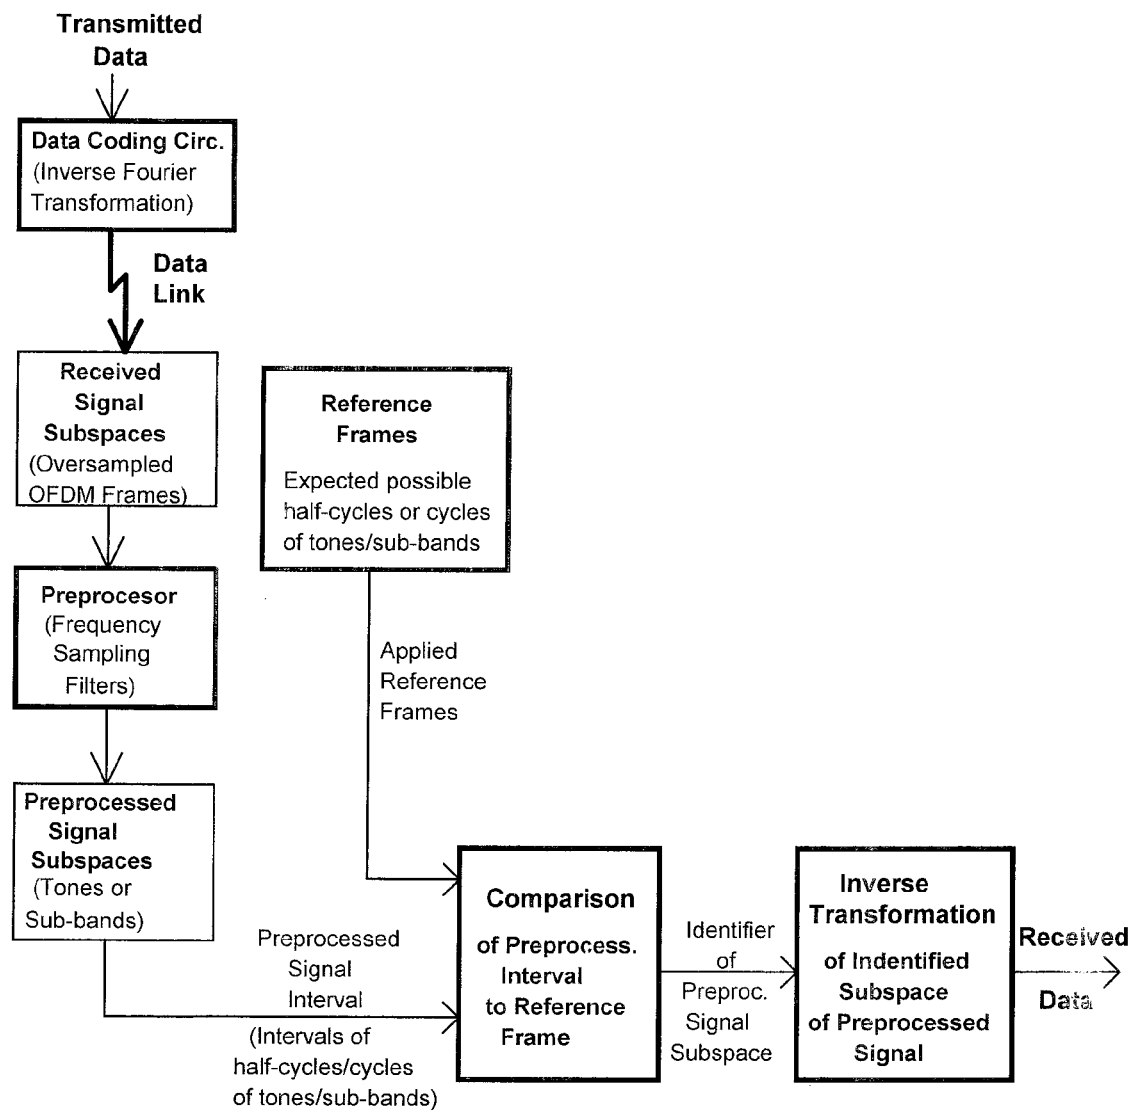 Transmitted
Data
Data Coding Circ.
(Inverse Fourier
Transformation)
Data
Link
Received
Signal
Subspaces
(Oversampled
OFDM Frames)
Reference
Frames
Expected possible
half-cycles or cycles
of tones/sub-bands
Preprocesor
(Frequency
Sampling
Filters)
Applied
Reference
Frames
Preprocessed
Signal
Subspaces
(Tones or
Sub-bands)
Preprocessed
Signal
Interval
(Intervals of
half-cycles/cycles
of tones/sub-bands)
Comparison
of Preprocess.
Interval
to Reference
Frame
Identifier
of
Preproc.
Signal
Subspace
Inverse
Transformation
of Indentified
Subspace
of Preprocessed
Signal
Received
Data